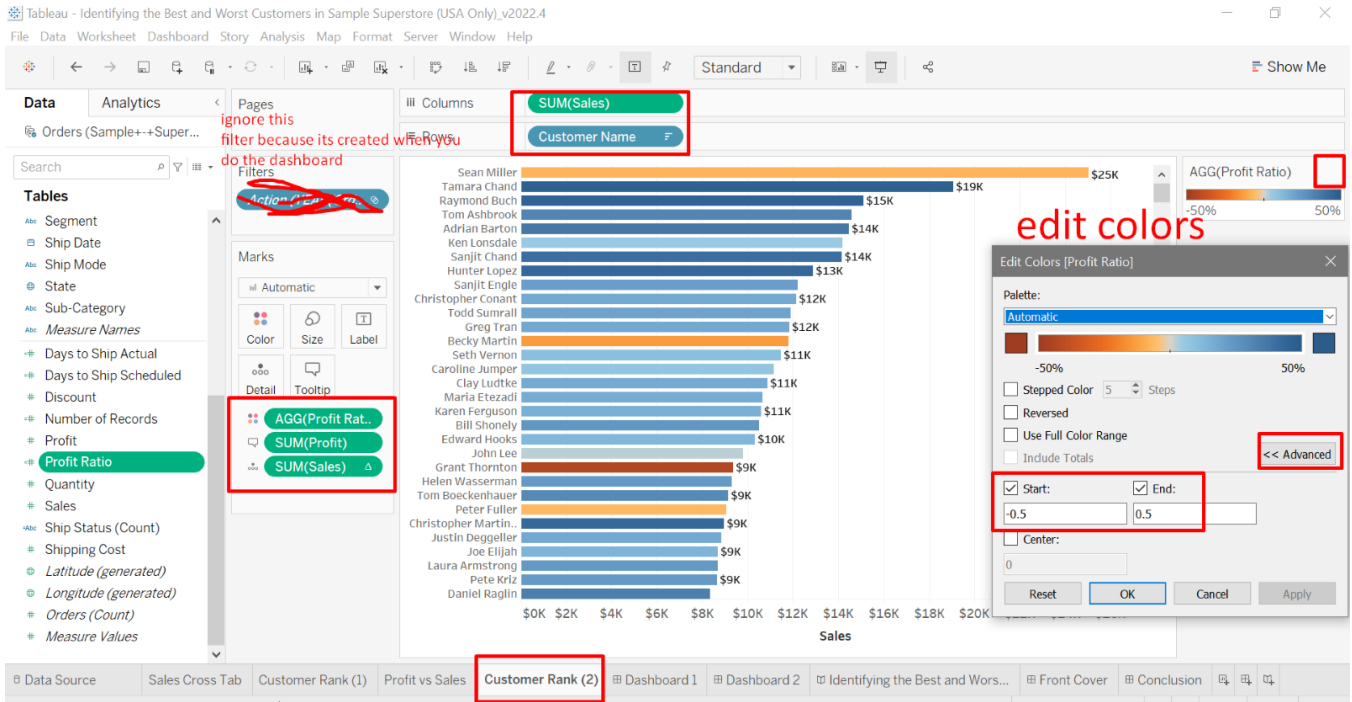 Tableau - Identifying the Best and Worst Customers in Sample Superstore (USA Only)_v2022.4
File Data Worksheet Dashboard Story Analysis Map Format Server Window Help
Standard
Show Me
Data
Analytics
Orders (Sample+-+Super...
Search
Tables
Abc Segment
Ship Date
Abc Ship Mode
State
Abc Sub-Category
Abc Measure Names
=# Days to Ship Actual
=# Days to Ship Scheduled
# Discount
=# Number of Records
# Profit
=# Profit Ratio
# Quantity
# Sales
=Abc Ship Status (Count)
# Shipping Cost
Latitude (generated)
Longitude (generated)
# Orders (Count)
# Measure Values
Pages
ignore this
filter because its created when you
do the dashboard
Filters
Marks
Automatic
Color Size Label
Detail Tooltip
AGG(Profit Rat..
SUM(Profit)
SUM(Sales) Δ
iii Columns
SUM(Sales)
Rows
Customer Name
Sean Miller $25K
Tamara Chand $19K
Raymond Buch $15K
Tom Ashbrook
Adrian Barton $14K
Ken Lonsdale
Sanjit Chand $14K
Hunter Lopez $13K
Sanjit Engle
Christopher Conant $12K
Todd Sumrall
Greg Tran $12K
Becky Martin
Seth Vernon $11K
Caroline Jumper
Clay Ludtke $11K
Maria Etezadi
Karen Ferguson $11K
Bill Shonely
Edward Hooks $10K
John Lee
Grant Thornton $9K
Helen Wasserman
Tom Boeckenhauer $9K
Peter Fuller
Christopher Martin.. $9K
Justin Deggeller
Joe Elijah $9K
Laura Armstrong
Pete Kriz $9K
Daniel Raglin
$0K $2K $4K $6K $8K $10K $12K $14K $16K $18K $20K
Sales
AGG(Profit Ratio)
-50% 50%
edit colors
Edit Colors [Profit Ratio]
Palette:
Automatic
-50% 50%
Stepped Color 5 Steps
Reversed
Use Full Color Range
Include Totals
<< Advanced
Start: End:
-0.5 0.5
Center:
0
Reset OK Cancel Apply
Data Source Sales Cross Tab Customer Rank (1) Profit vs Sales Customer Rank (2) Dashboard 1 Dashboard 2 Identifying the Best and Wors... Front Cover Conclusion